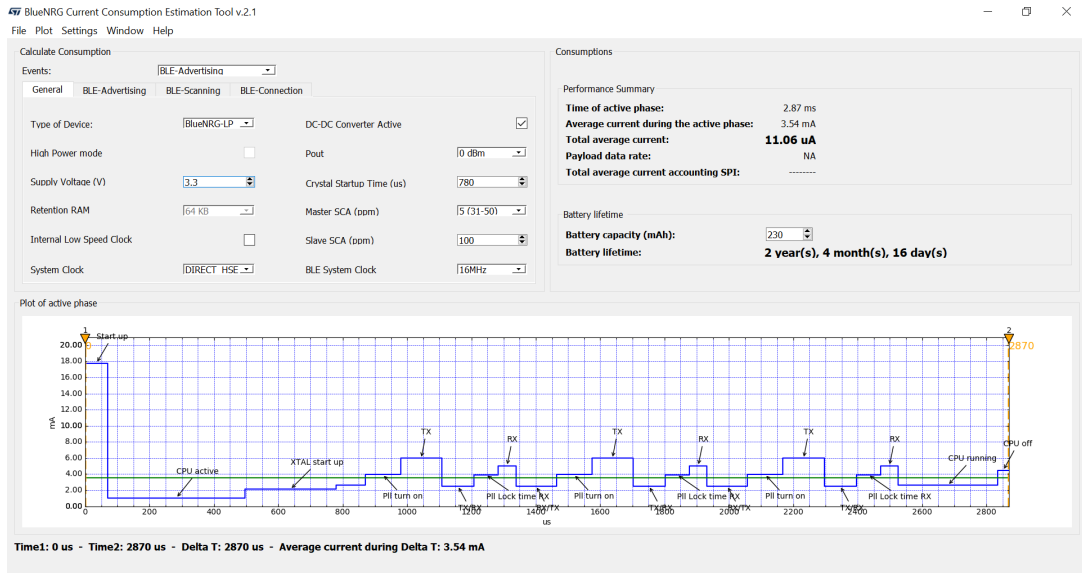 BlueNRG Current Consumption Estimation Tool v.2.1
File Plot Settings Window Help
Calculate Consumption
Events: BLE-Advertising
General BLE-Advertising BLE-Scanning BLE-Connection
Type of Device: BlueNRG-LP DC-DC Converter Active
High Power mode Pout 0 dBm
Supply Voltage (V) 3.3 Crystal Startup Time (us) 780
Retention RAM 64 KB Master SCA (ppm) 5 (31-50)
Internal Low Speed Clock Slave SCA (ppm) 100
System Clock DIRECT HSE BLE System Clock 16MHz
Consumptions
Performance Summary
Time of active phase: 2.87 ms
Average current during the active phase: 3.54 mA
Total average current: 11.06 uA
Payload data rate: NA
Total average current accounting SPI: --------
Battery lifetime
Battery capacity (mAh): 230
Battery lifetime: 2 year(s), 4 month(s), 16 day(s)
Plot of active phase
1 2
Start up
0 2870
20.00
18.00
16.00
14.00
12.00
10.00
8.00
6.00
4.00
2.00
0.00
mA
TX RX TX RX TX RX CPU off
CPU active XTAL start up CPU running
Pll turn on Pll Lock time RX Pll turn on Pll Lock time RX Pll turn on Pll Lock time RX
TX/RX RX/TX TX/RX RX/TX TX/RX
0 200 400 600 800 1000 1200 1400 1600 1800 2000 2200 2400 2600 2800
us
Time1: 0 us - Time2: 2870 us - Delta T: 2870 us - Average current during Delta T: 3.54 mA